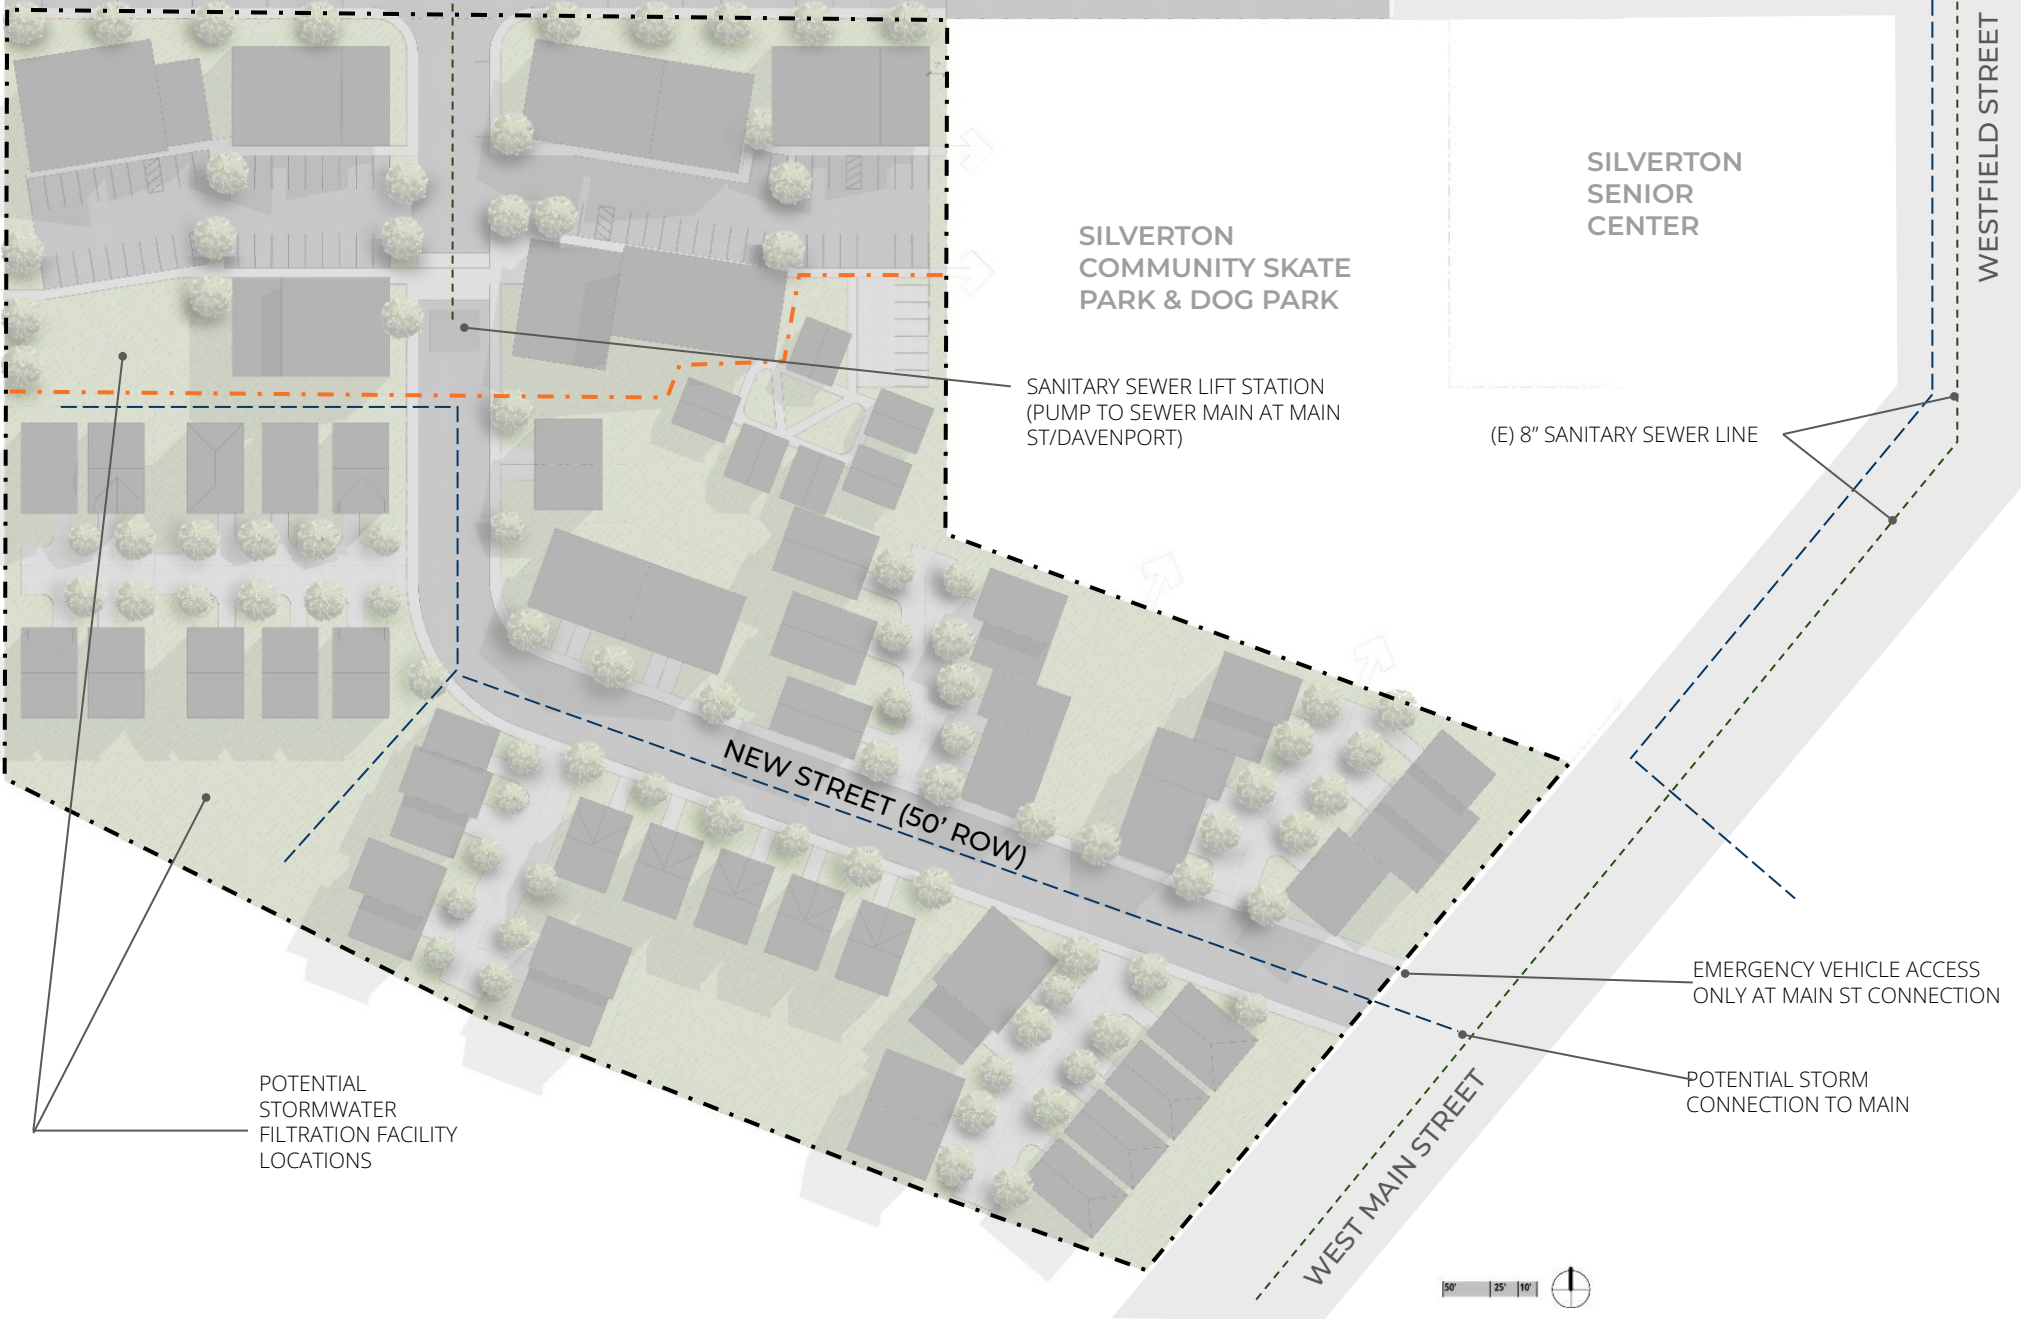 WESTFIELD STREET
SILVERTON
SENIOR
CENTER
SILVERTON
COMMUNITY SKATE
PARK & DOG PARK
SANITARY SEWER LIFT STATION
(PUMP TO SEWER MAIN AT MAIN
ST/DAVENPORT)
(E) 8” SANITARY SEWER LINE
NEW STREET (50’ ROW)
EMERGENCY VEHICLE ACCESS
ONLY AT MAIN ST CONNECTION
POTENTIAL STORM
CONNECTION TO MAIN
POTENTIAL
STORMWATER
FILTRATION FACILITY
LOCATIONS
WEST MAIN STREET
50' 25' 10'